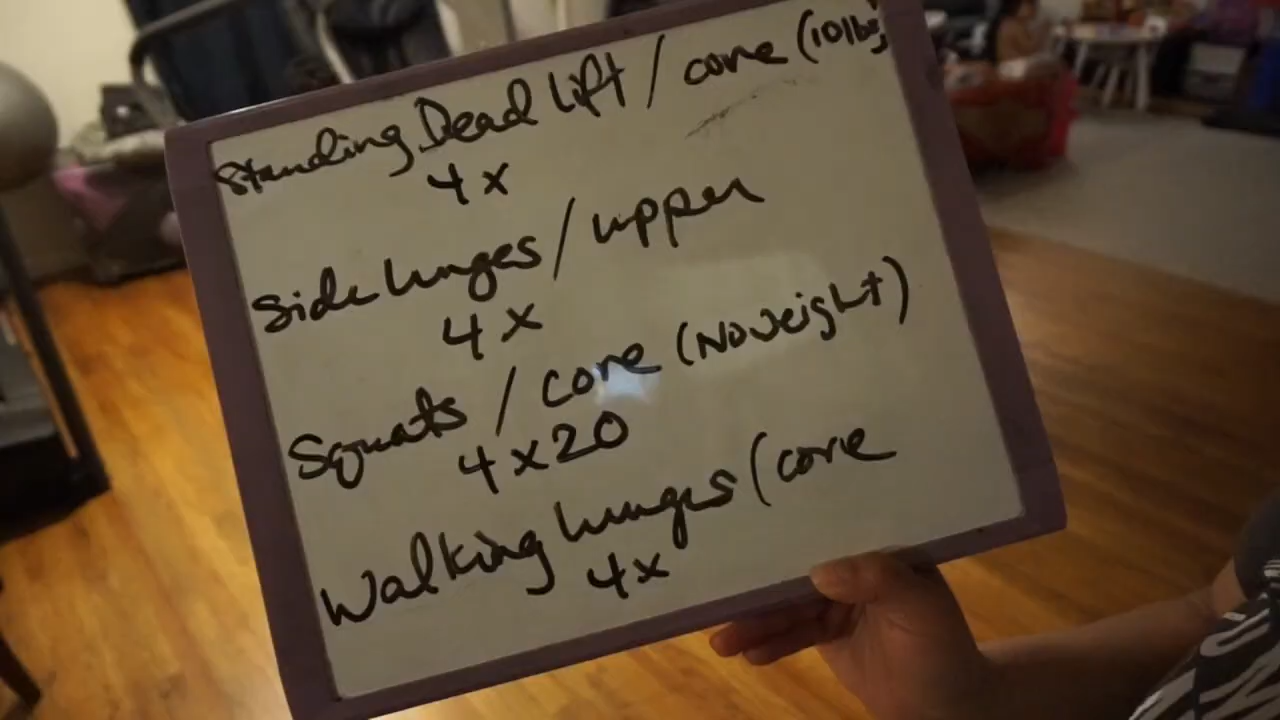 Standing Dead lift / core (10lbs)
4x
Side lunges / upper
4x
Squats / core (No weight)
4x20
Walking lunges (core
4x